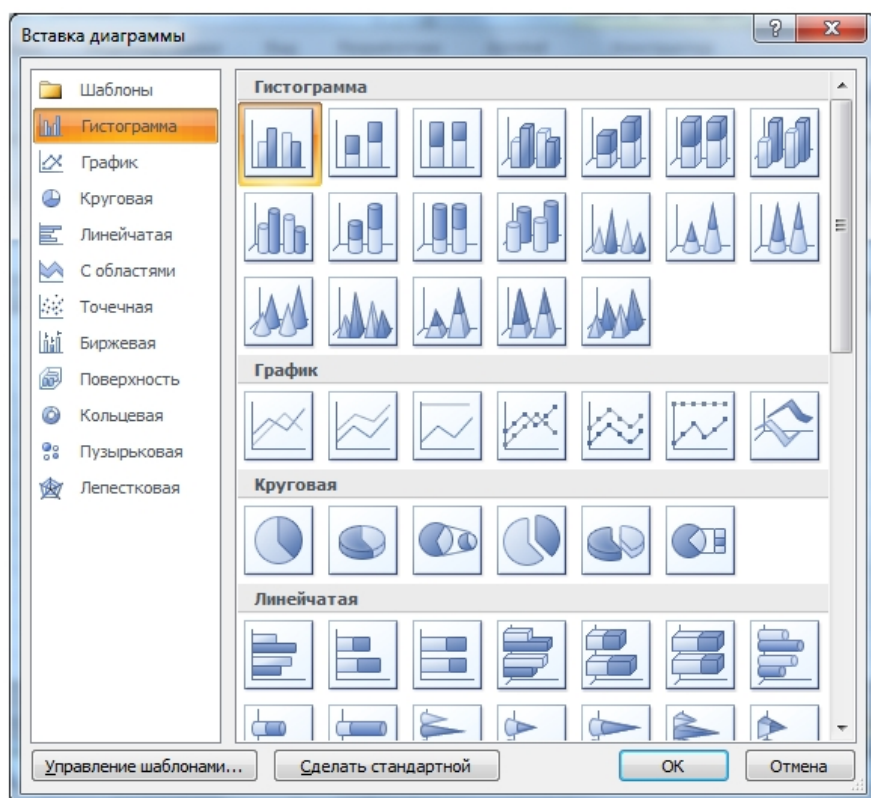 Вставка диаграммы
Шаблоны
Гистограмма
График
Круговая
Линейчатая
С областями
Точечная
Биржевая
Поверхность
Кольцевая
Пузырьковая
Лепестковая
Гистограмма
График
Круговая
Линейчатая
Управление шаблонами...
Сделать стандартной
ОК
Отмена